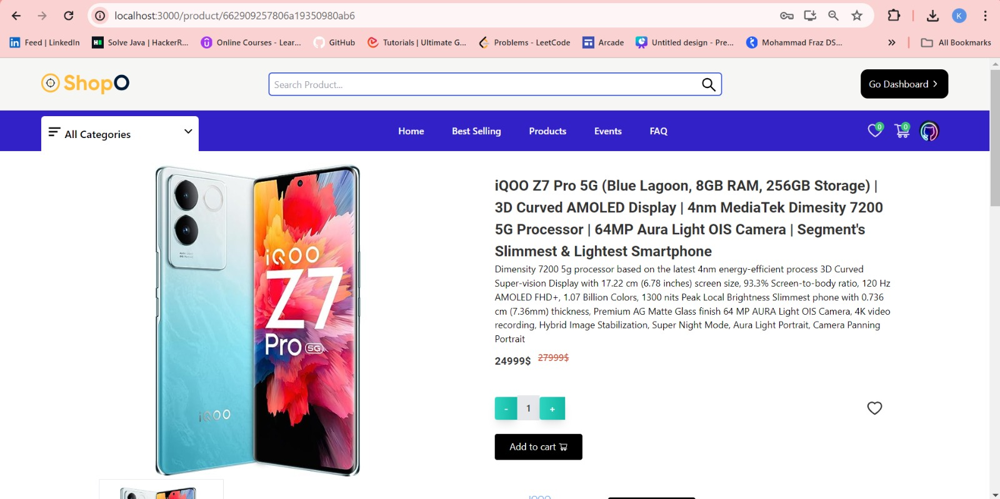 localhost:3000/product/662909257806a19350980ab6
K
Feed | LinkedIn
Solve Java | HackerR...
Online Courses - Lear...
GitHub
Tutorials | Ultimate G...
Problems - LeetCode
Arcade
Untitled design - Pre...
Mohammad Fraz DS...
All Bookmarks
ShopO
Search Product...
Go Dashboard
All Categories
Home
Best Selling
Products
Events
FAQ
0
0
iQOO
Z7
Pro 5G
iQOO
iQOO Z7 Pro 5G (Blue Lagoon, 8GB RAM, 256GB Storage) |
3D Curved AMOLED Display | 4nm MediaTek Dimesity 7200
5G Processor | 64MP Aura Light OIS Camera | Segment's
Slimmest & Lightest Smartphone
Dimensity 7200 5g processor based on the latest 4nm energy-efficient process 3D Curved
Super-vision Display with 17.22 cm (6.78 inches) screen size, 93.3% Screen-to-body ratio, 120 Hz
AMOLED FHD+, 1.07 Billion Colors, 1300 nits Peak Local Brightness Slimmest phone with 0.736
cm (7.36mm) thickness, Premium AG Matte Glass finish 64 MP AURA Light OIS Camera, 4K video
recording, Hybrid Image Stabilization, Super Night Mode, Aura Light Portrait, Camera Panning
Portrait
24999$ 27999$
- 1 +
Add to cart